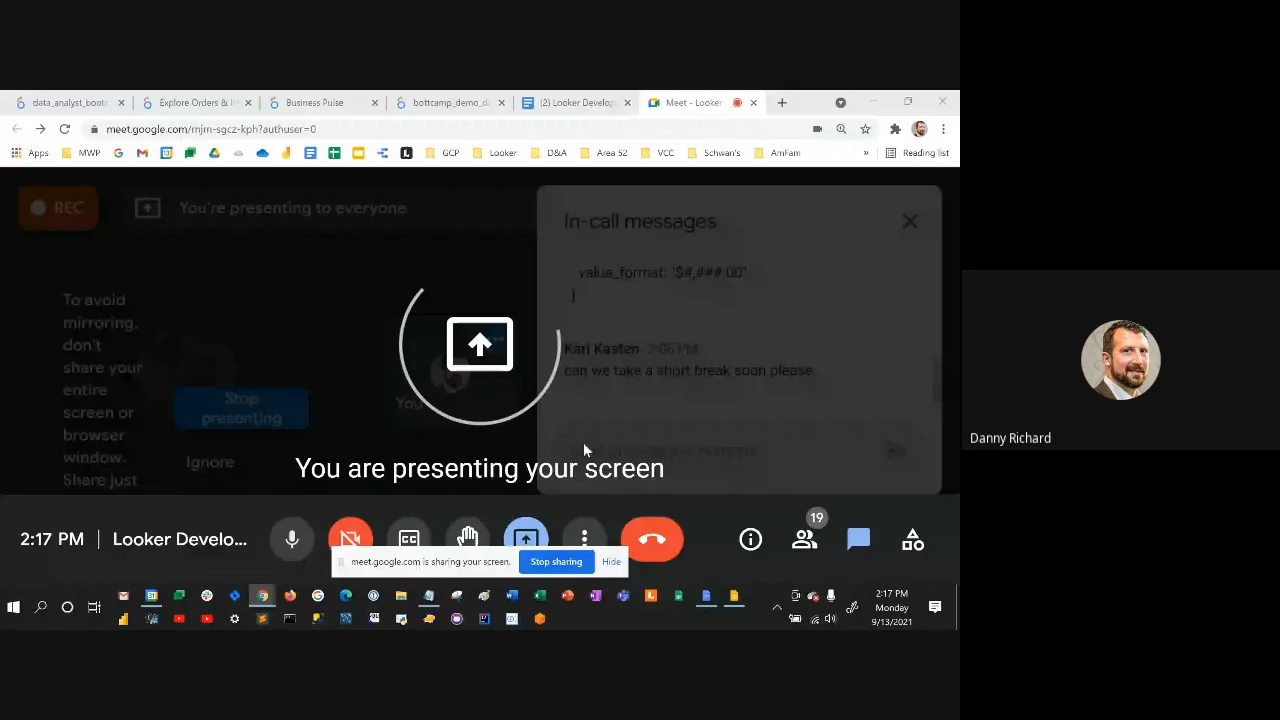 data_analyst_boots
Explore Orders & I
Business Pulse
bottcamp_demo_d
(2) Looker Develop
Meet - Looker
meet.google.com/mjm-sgcz-kph?authuser=0
Apps
MWP
GCP
Looker
D&A
Area 52
VCC
Schwan's
AmFam
»
Reading list
REC
You're presenting to everyone
In-call messages
value_format: "$#,###.00"
}
To avoid
mirroring,
don't
share your
entire
screen or
browser
window.
Share just
Stop
presenting
Ignore
You
Kari Kasten 2:06 PM
can we take a short break soon please
You are presenting your screen
2:17 PM | Looker Develo...
19
meet.google.com is sharing your screen.
Stop sharing
Hide
2:17 PM
Monday
9/13/2021
Danny Richard